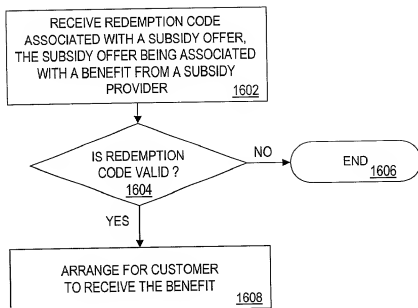 RECEIVE REDEMPTION CODE
ASSOCIATED WITH A SUBSIDY OFFER,
THE SUBSIDY OFFER BEING ASSOCIATED
WITH A BENEFIT FROM A SUBSIDY
PROVIDER
1602
IS REDEMPTION
CODE VALID ?
1604
NO
END
1606
YES
ARRANGE FOR CUSTOMER
TO RECEIVE THE BENEFIT
1608